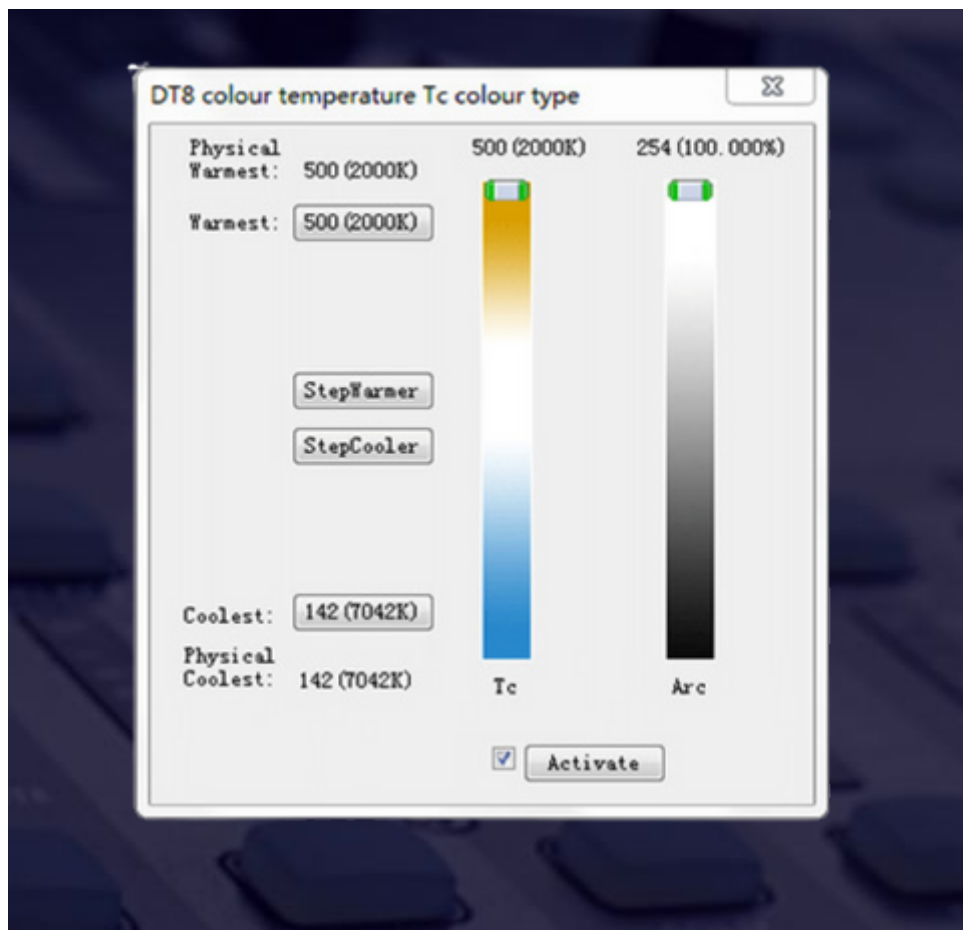 DT8 colour temperature Tc colour type
Physical
Warmest: 500 (2000K)
500 (2000K)
254 (100.000%)
Warmest: 500 (2000K)
StepWarmer
StepCooler
Coolest: 142 (7042K)
Physical
Coolest: 142 (7042K)
Tc
Arc
Activate